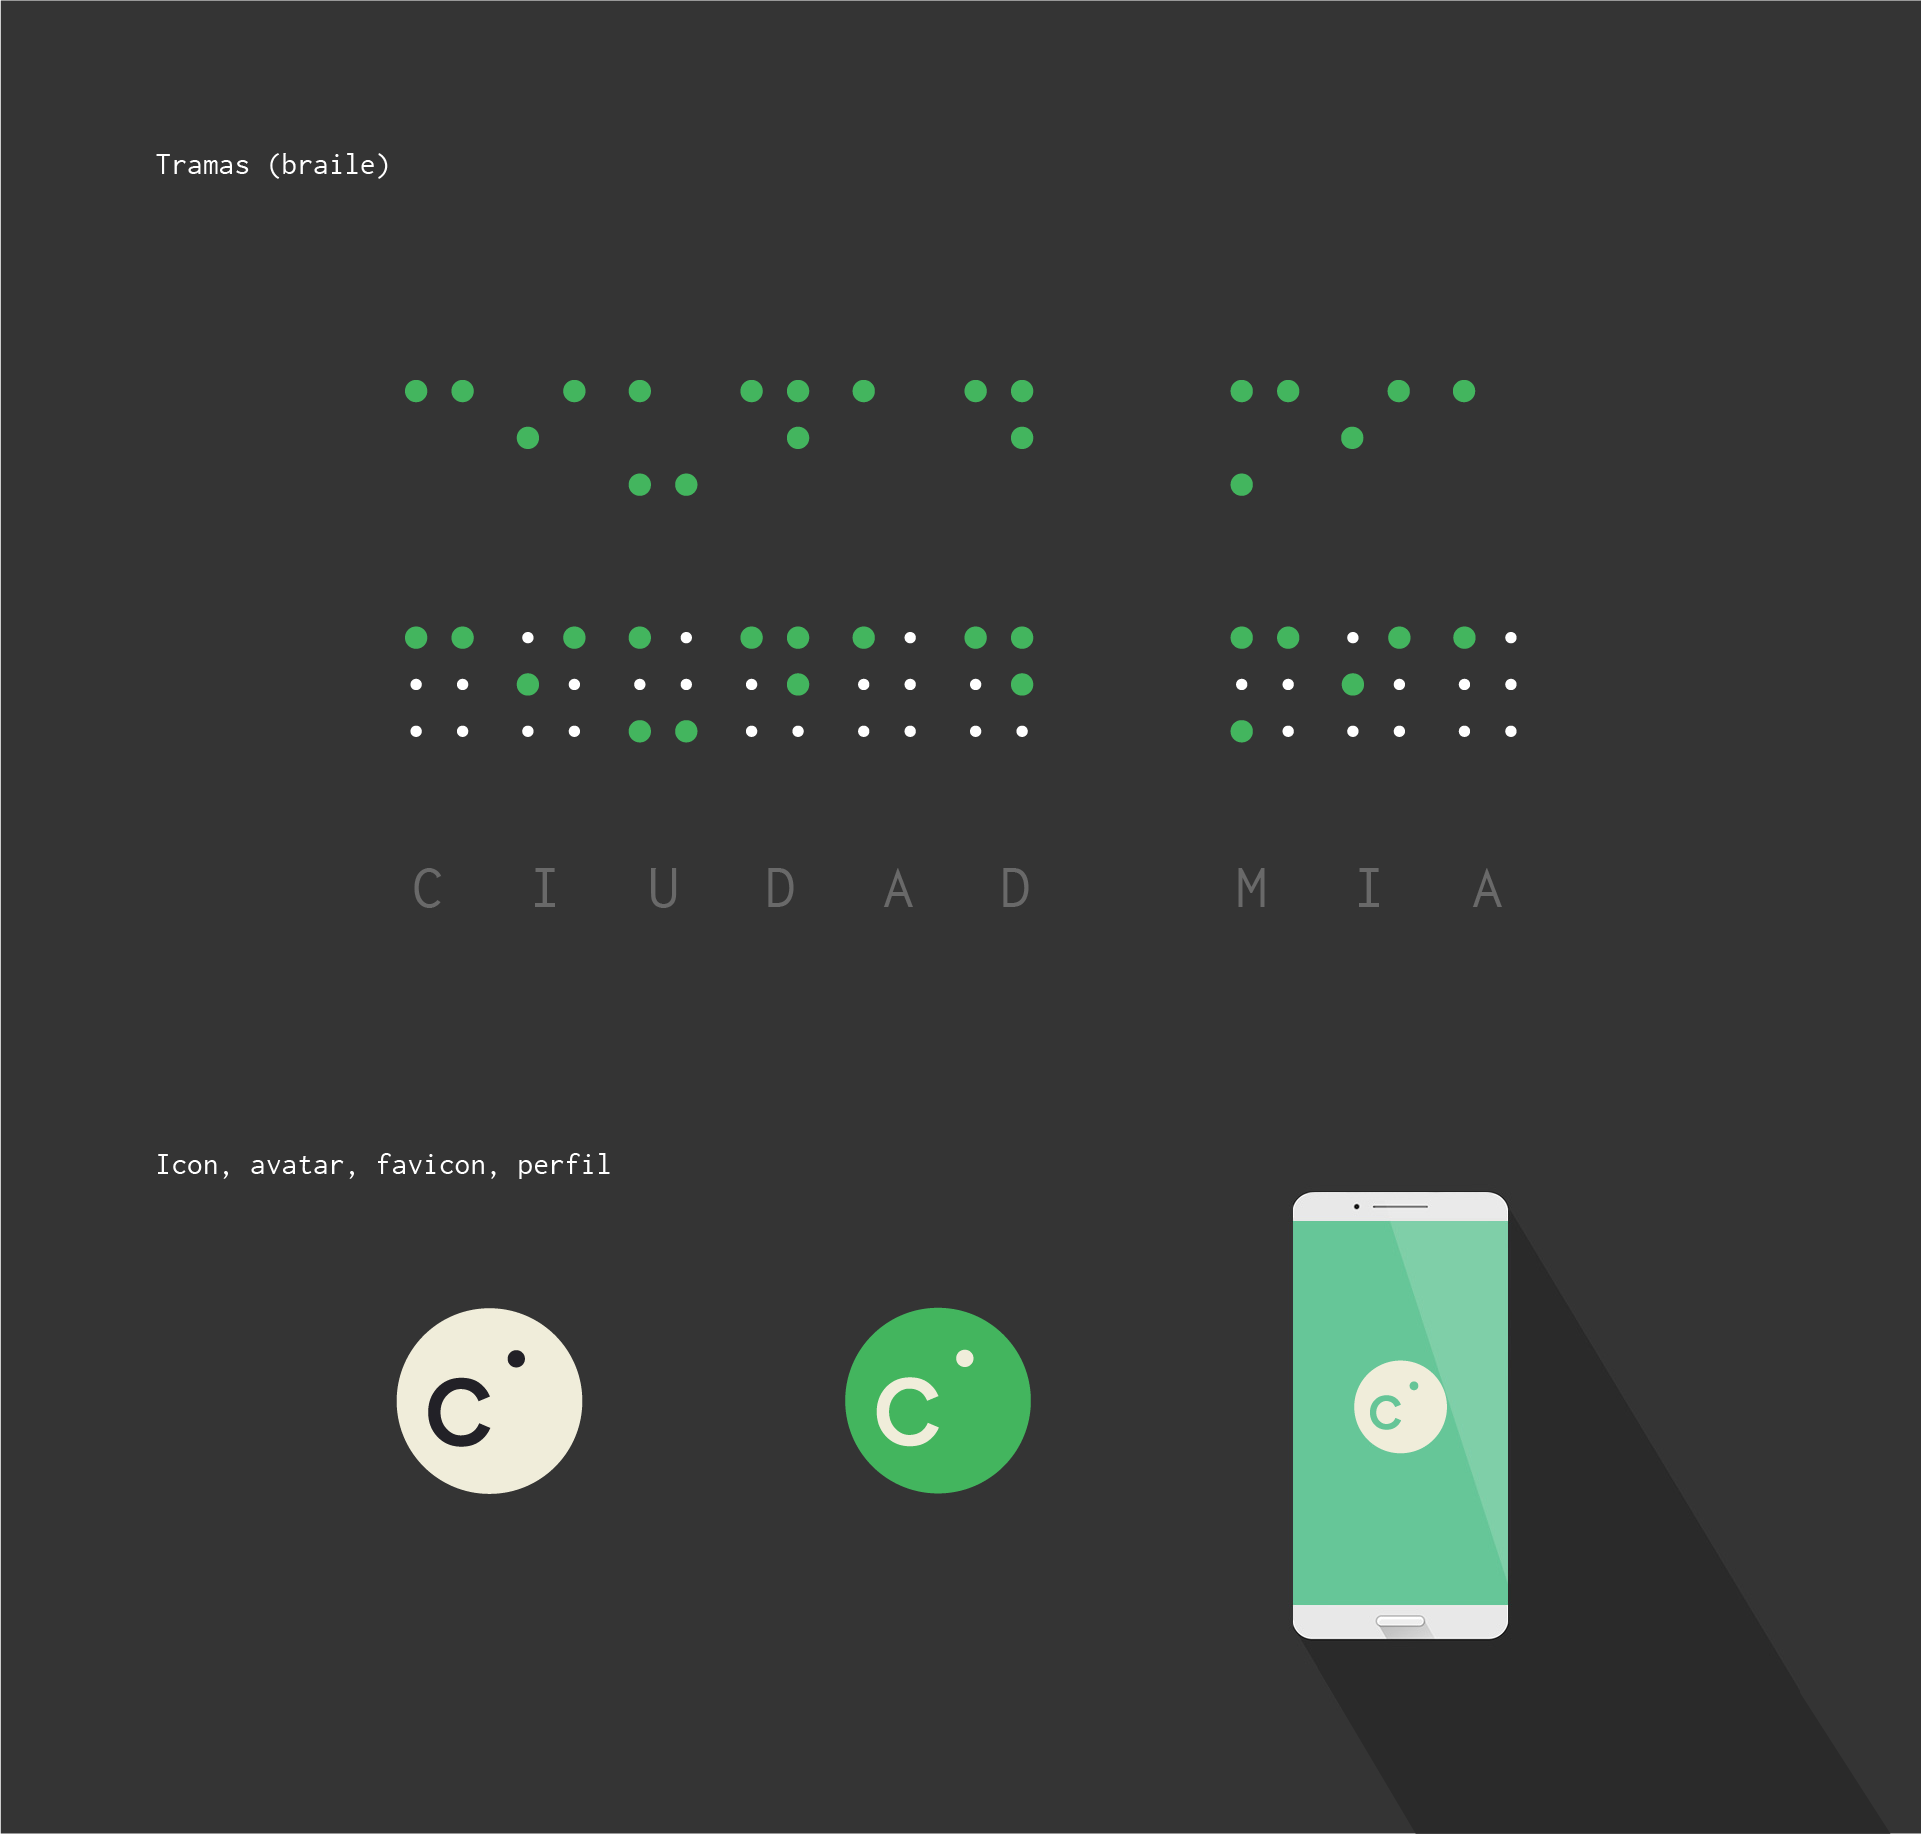 Tramas (braile)
⠉⠊⠥⠙⠁⠙ ⠍⠊⠁
⠉⠊⠥⠙⠁⠙ ⠍⠊⠁
C I U D A D M I A
Icon, avatar, favicon, perfil
c
c
c